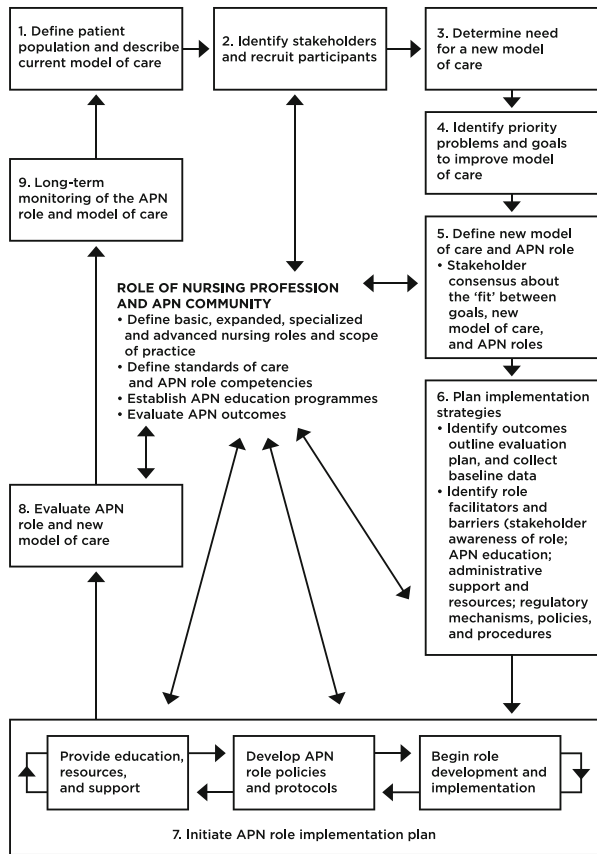 1. Define patient
population and describe
current model of care
2. Identify stakeholders
and recruit participants
3. Determine need
for a new model
of care
4. Identify priority
problems and goals
to improve model
of care
9. Long-term
monitoring of the APN
role and model of care
5. Define new model
of care and APN role
• Stakeholder
consensus about
the ‘fit’ between
goals, new
model of care,
and APN roles
ROLE OF NURSING PROFESSION
AND APN COMMUNITY
• Define basic, expanded, specialized
and advanced nursing roles and scope
of practice
• Define standards of care
and APN role competencies
• Establish APN education programmes
• Evaluate APN outcomes
6. Plan implementation
strategies
• Identify outcomes
outline evaluation
plan, and collect
baseline data
• Identify role
facilitators and
barriers (stakeholder
awareness of role;
APN education;
administrative
support and
resources; regulatory
mechanisms, policies,
and procedures
8. Evaluate APN
role and new
model of care
Provide education,
resources,
and support
Develop APN
role policies
and protocols
Begin role
development and
implementation
7. Initiate APN role implementation plan